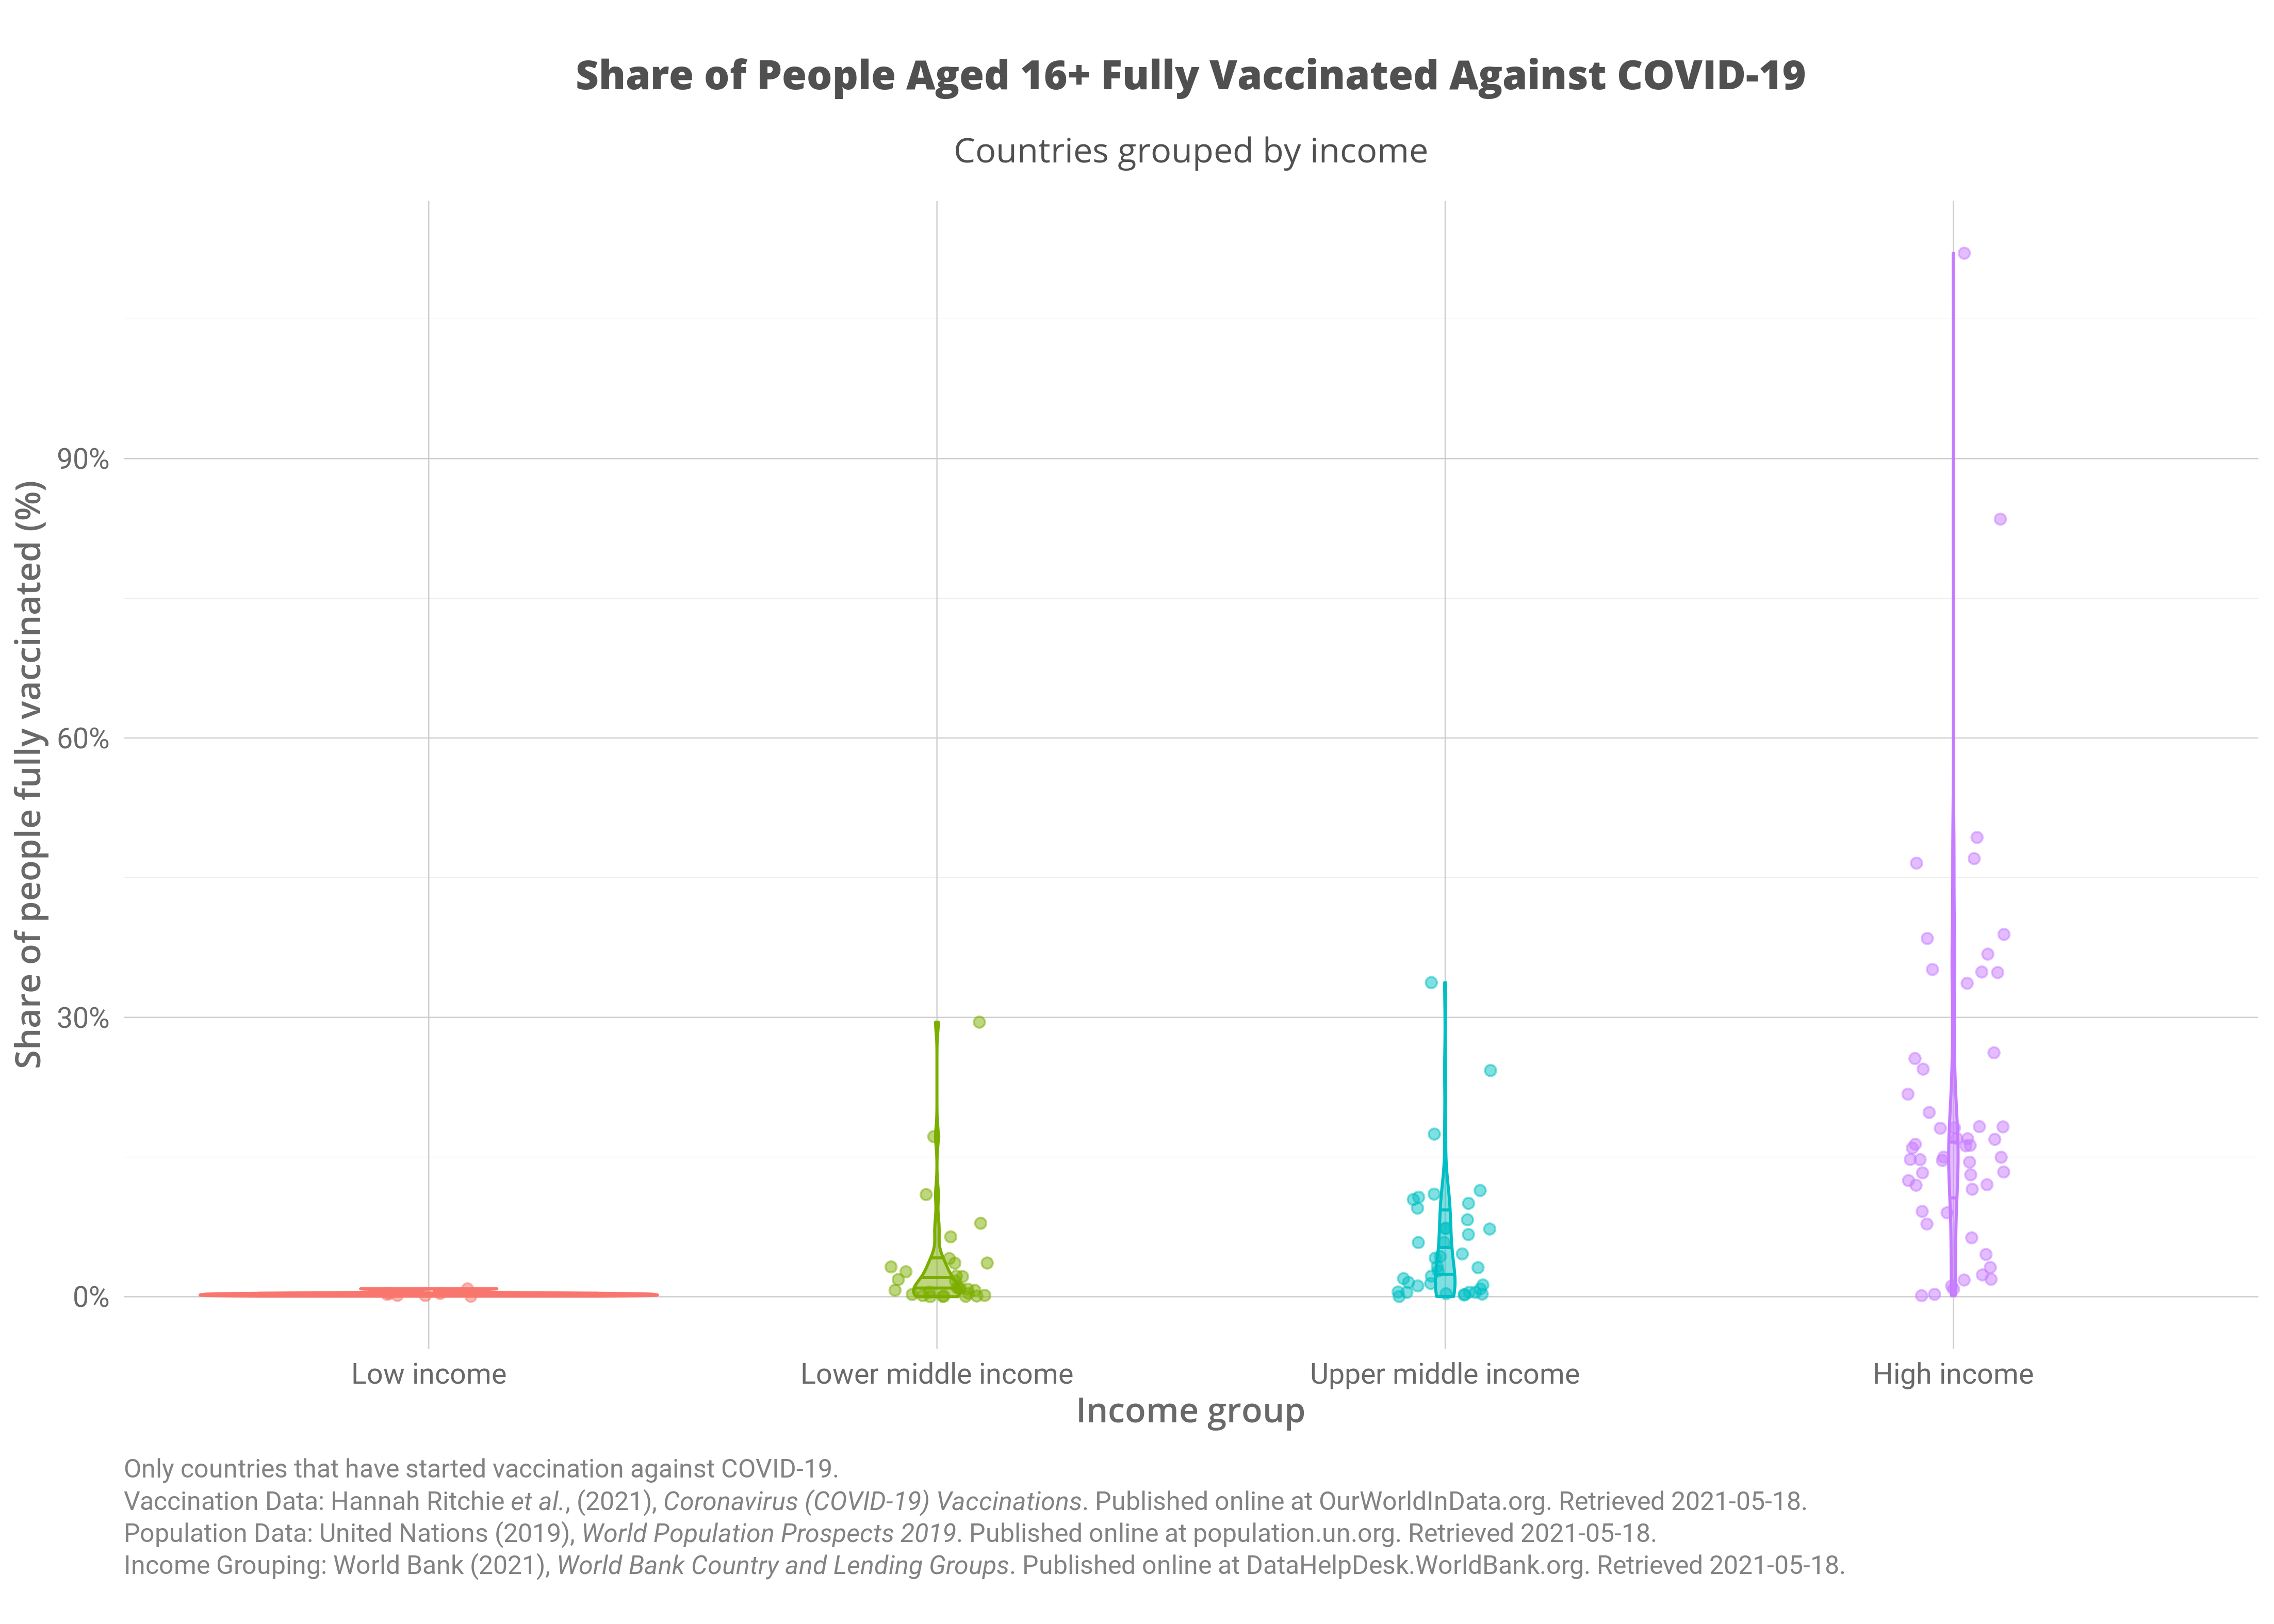 Share of People Aged 16+ Fully Vaccinated Against COVID-19
Countries grouped by income
Share of people fully vaccinated (%)
90%
60%
30%
0%
Low income
Lower middle income
Upper middle income
High income
Income group
Only countries that have started vaccination against COVID-19.
Vaccination Data: Hannah Ritchie et al., (2021), Coronavirus (COVID-19) Vaccinations. Published online at OurWorldInData.org. Retrieved 2021-05-18.
Population Data: United Nations (2019), World Population Prospects 2019. Published online at population.un.org. Retrieved 2021-05-18.
Income Grouping: World Bank (2021), World Bank Country and Lending Groups. Published online at DataHelpDesk.WorldBank.org. Retrieved 2021-05-18.